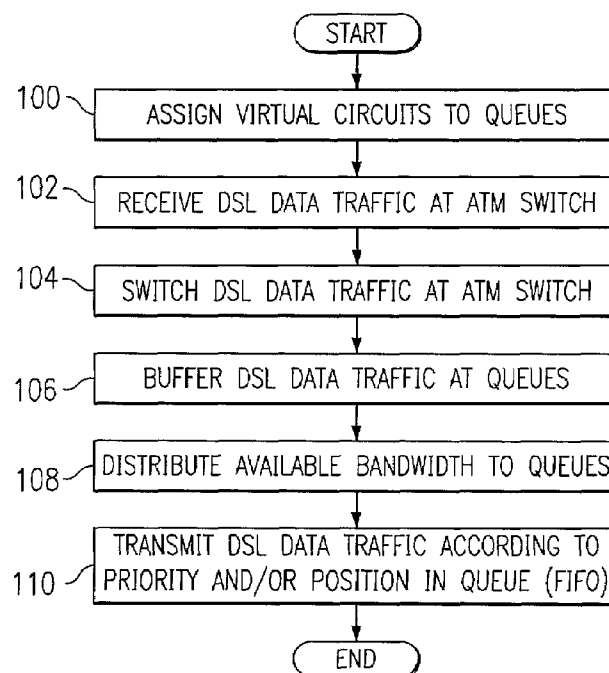 START
100
ASSIGN VIRTUAL CIRCUITS TO QUEUES
102
RECEIVE DSL DATA TRAFFIC AT ATM SWITCH
104
SWITCH DSL DATA TRAFFIC AT ATM SWITCH
106
BUFFER DSL DATA TRAFFIC AT QUEUES
108
DISTRIBUTE AVAILABLE BANDWIDTH TO QUEUES
110
TRANSMIT DSL DATA TRAFFIC ACCORDING TO
PRIORITY AND/OR POSITION IN QUEUE (FIFO)
END